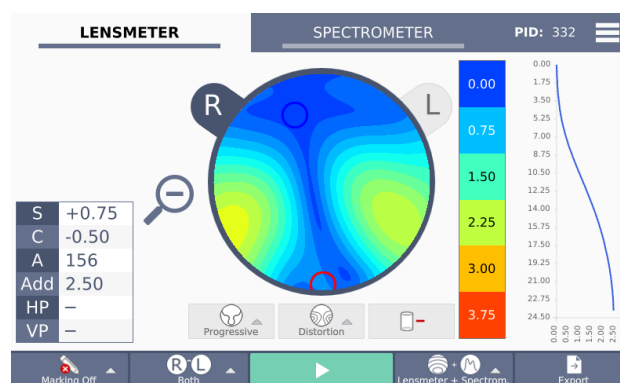 LENSMETER
SPECTROMETER
PID: 332
R
L
S +0.75
C -0.50
A 156
Add 2.50
HP –
VP –
0.00
0.75
1.50
2.25
3.00
3.75
0.00
1.75
3.50
5.25
7.00
8.75
10.50
12.25
14.00
15.75
17.50
19.25
21.00
22.75
24.50
0.00 0.50 1.00 1.50 2.00 2.50
Progressive
Distortion
Marking Off
R-L
Both
+
Lensmeter + Spectrom.
Export